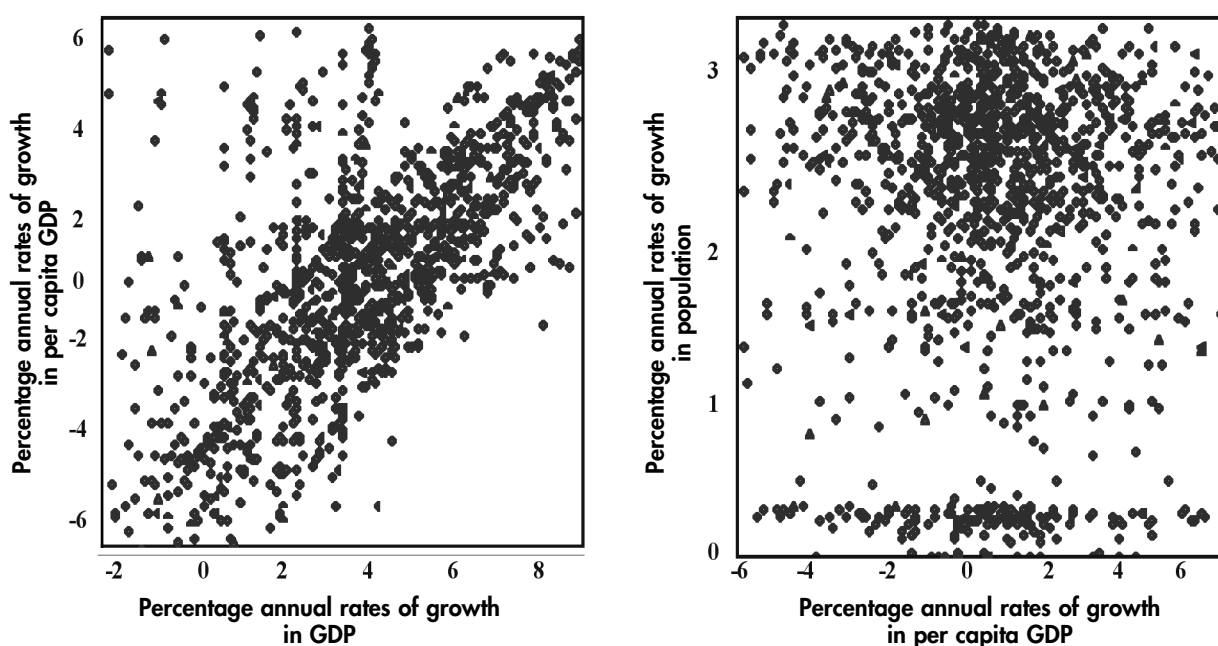 Percentage annual rates of growth
in per capita GDP
6
4
2
0
-2
-4
-6
-2 0 2 4 6 8
Percentage annual rates of growth
in GDP
Percentage annual rates of growth
in population
3
2
1
0
-6 -4 -2 0 2 4 6
Percentage annual rates of growth
in per capita GDP